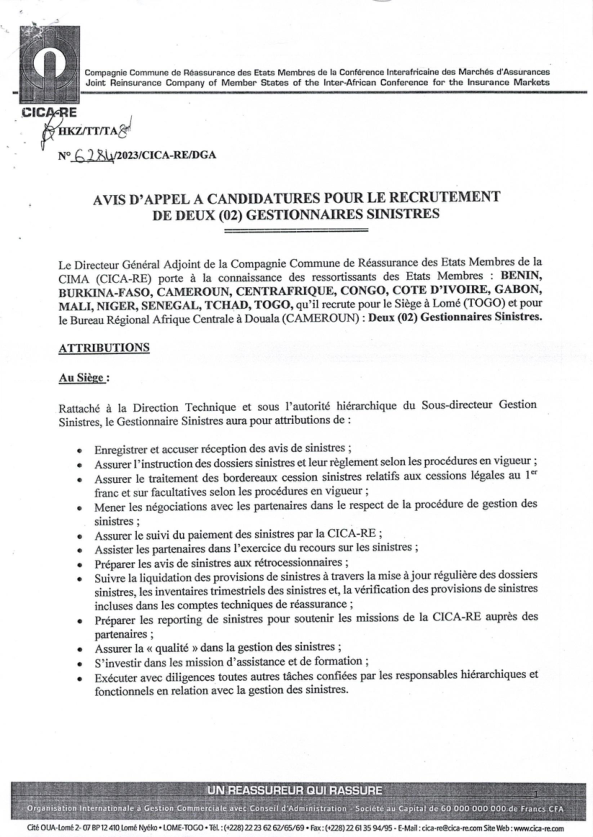 Compagnie Commune de Réassurance des Etats Membres de la Conférence Interafricaine des Marchés d'Assurances
Joint Reinsurance Company of Member States of the Inter-African Conference for the Insurance Markets
CICA-RE
HKZ/TT/TA
N° 6284/2023/CICA-RE/DGA
AVIS D'APPEL A CANDIDATURES POUR LE RECRUTEMENT
DE DEUX (02) GESTIONNAIRES SINISTRES
Le Directeur Général Adjoint de la Compagnie Commune de Réassurance des Etats Membres de la
CIMA (CICA-RE) porte à la connaissance des ressortissants des Etats Membres : BENIN,
BURKINA-FASO, CAMEROUN, CENTRAFRIQUE, CONGO, COTE D'IVOIRE, GABON,
MALI, NIGER, SENEGAL, TCHAD, TOGO, qu'il recrute pour le Siège à Lomé (TOGO) et pour
le Bureau Régional Afrique Centrale à Douala (CAMEROUN) : Deux (02) Gestionnaires Sinistres.
ATTRIBUTIONS
Au Siège :
Rattaché à la Direction Technique et sous l'autorité hiérarchique du Sous-directeur Gestion
Sinistres, le Gestionnaire Sinistres aura pour attributions de :
• Enregistrer et accuser réception des avis de sinistres ;
• Assurer l'instruction des dossiers sinistres et leur règlement selon les procédures en vigueur ;
• Assurer le traitement des bordereaux cession sinistres relatifs aux cessions légales au 1er
franc et sur facultatives selon les procédures en vigueur ;
• Mener les négociations avec les partenaires dans le respect de la procédure de gestion des
sinistres ;
• Assurer le suivi du paiement des sinistres par la CICA-RE ;
• Assister les partenaires dans l'exercice du recours sur les sinistres ;
• Préparer les avis de sinistres aux rétrocessionnaires ;
• Suivre la liquidation des provisions de sinistres à travers la mise à jour régulière des dossiers
sinistres, les inventaires trimestriels des sinistres et, la vérification des provisions de sinistres
incluses dans les comptes techniques de réassurance ;
• Préparer les reporting de sinistres pour soutenir les missions de la CICA-RE auprès des
partenaires ;
• Assurer la « qualité » dans la gestion des sinistres ;
• S'investir dans les mission d'assistance et de formation ;
• Exécuter avec diligences toutes autres tâches confiées par les responsables hiérarchiques et
fonctionnels en relation avec la gestion des sinistres.
1
UN REASSUREUR QUI RASSURE
Organisation Internationale à Gestion Commerciale avec Conseil d'Administration - Société au Capital de 60 000 000 000 de Francs CFA
Cité OUA-Lomé 2- 07 BP 12 410 Lomé Nyéko • LOME-TOGO • Tél. : (+228) 22 23 62 62/65/69 • Fax : (+228) 22 61 35 94/95 - E-Mail : cica-re@cica-re.com Site Web : www.cica-re.com